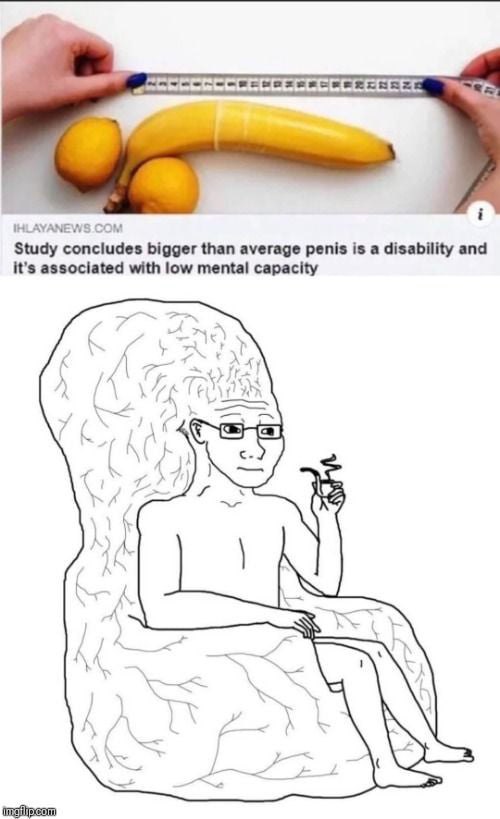 IHLAYANEWS.COM
Study concludes bigger than average penis is a disability and
it's associated with low mental capacity
imgflip.com